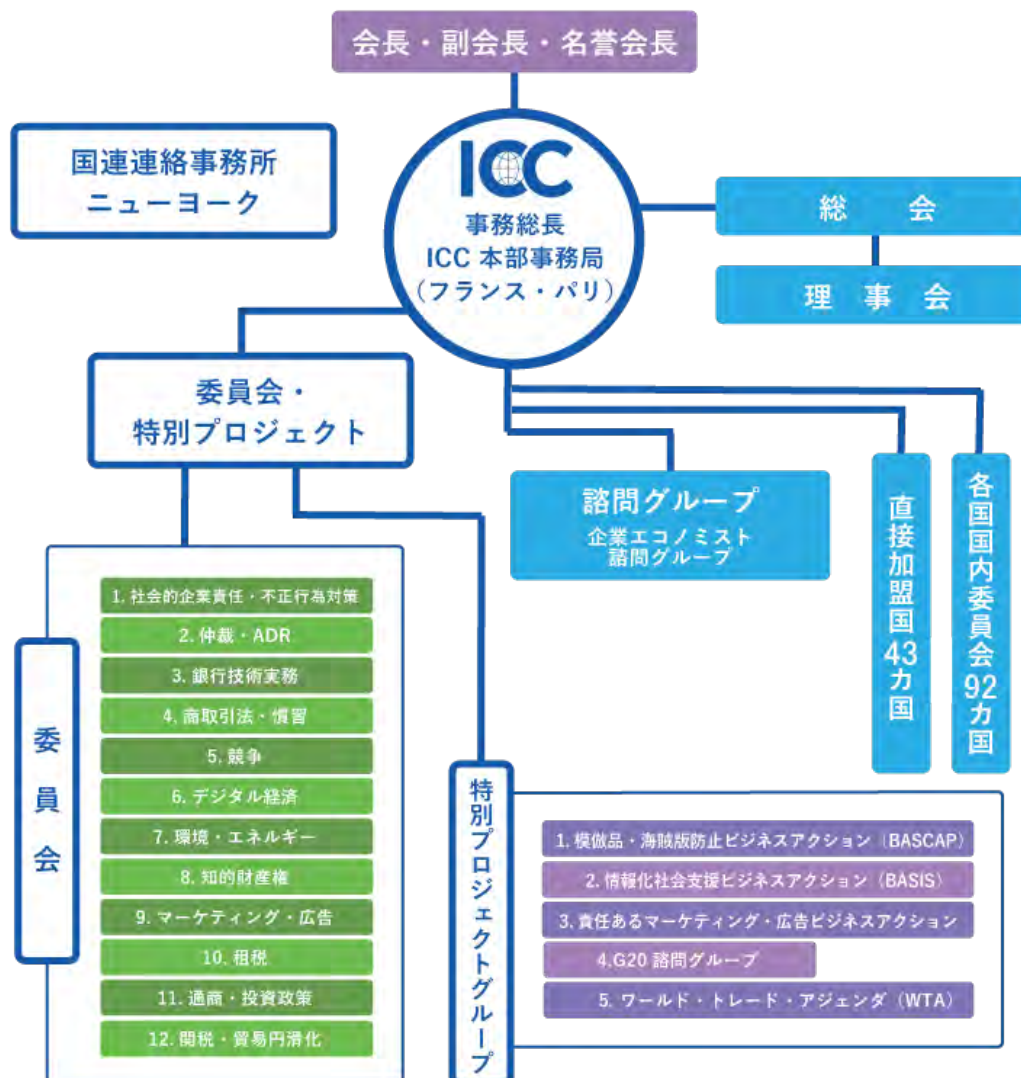 会長・副会長・名誉会長
国連連絡事務所
ニューヨーク
ICC
事務総長
ICC 本部事務局
(フランス・パリ)
総 会
理 事 会
委員会・
特別プロジェクト
諮問グループ
企業エコノミスト
諮問グループ
直接加盟国43カ国
各国国内委員会92カ国
委員会
1. 社会的企業責任・不正行為対策
2. 仲裁・ADR
3. 銀行技術実務
4. 商取引法・慣習
5. 競争
6. デジタル経済
7. 環境・エネルギー
8. 知的財産権
9. マーケティング・広告
10. 租税
11. 通商・投資政策
12. 関税・貿易円滑化
特別プロジェクトグループ
1. 模倣品・海賊版防止ビジネスアクション (BASCAP)
2. 情報化社会支援ビジネスアクション (BASIS)
3. 責任あるマーケティング・広告ビジネスアクション
4.G20 諮問グループ
5. ワールド・トレード・アジェンダ (WTA)